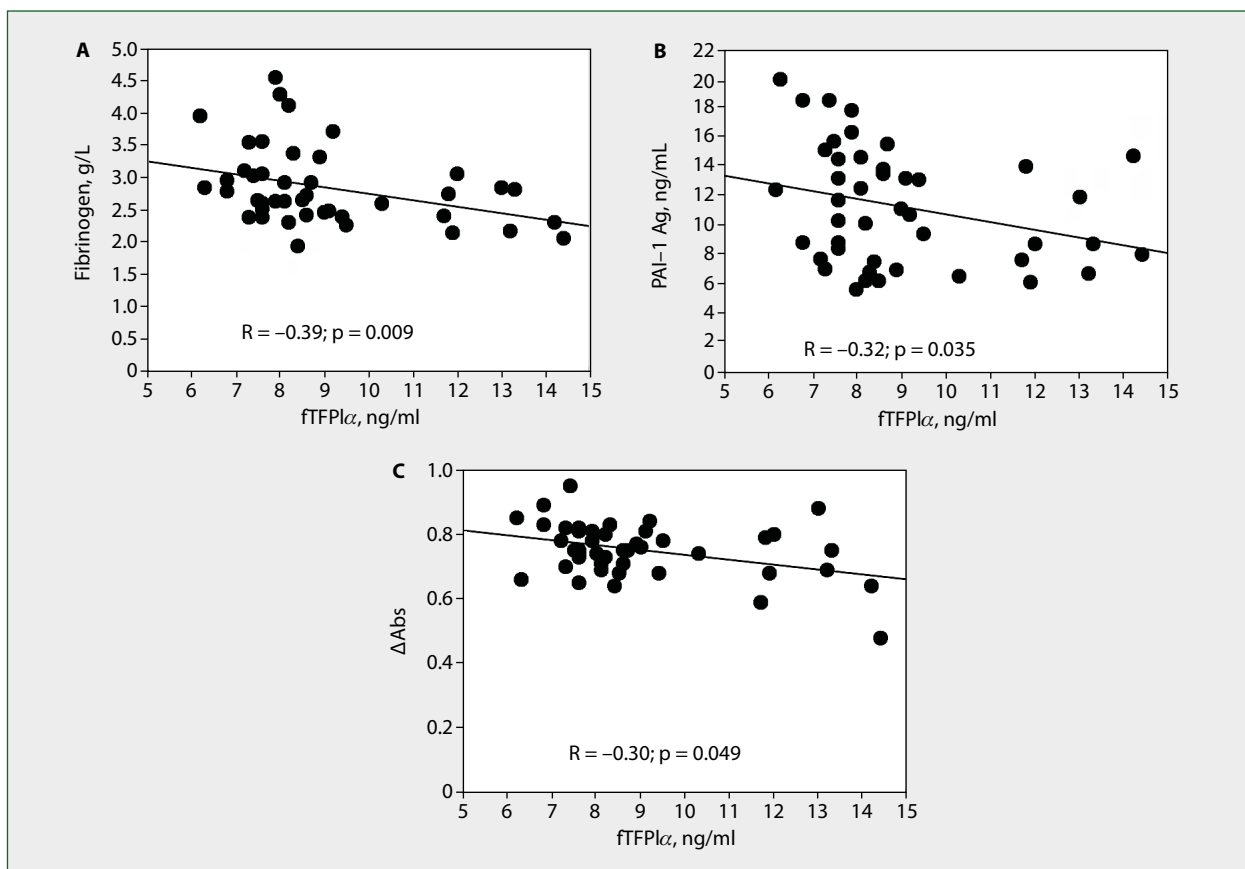 A
5.0
4.5
4.0
3.5
3.0
2.5
2.0
1.5
1.0
0.5
0
Fibrinogen, g/L
R = –0.39; p = 0.009
5 6 7 8 9 10 11 12 13 14 15
fTFPIα, ng/ml
B
22
20
18
16
14
12
10
8
6
4
2
0
PAI–1 Ag, ng/mL
R = –0.32; p = 0.035
5 6 7 8 9 10 11 12 13 14 15
fTFPIα, ng/ml
C
1.0
0.8
0.6
0.4
0.2
0
ΔAbs
R = –0.30; p = 0.049
5 6 7 8 9 10 11 12 13 14 15
fTFPIα, ng/ml